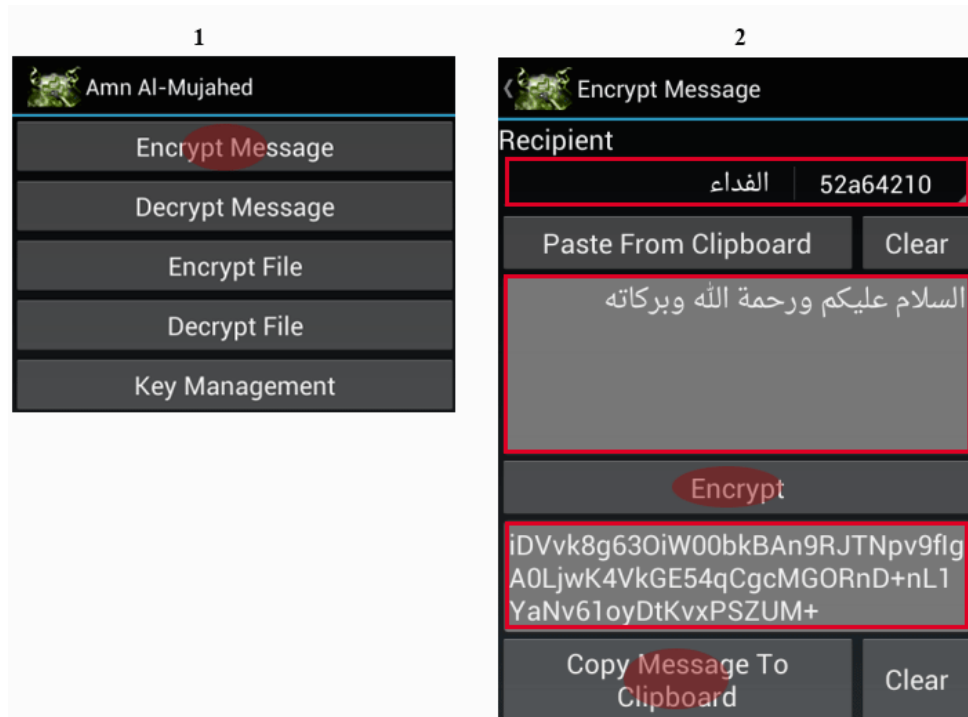 1
Amn Al-Mujahed
Encrypt Message
Decrypt Message
Encrypt File
Decrypt File
Key Management
2
Encrypt Message
Recipient
الفداء 52a64210
Paste From Clipboard Clear
السلام عليكم ورحمة الله وبركاته
Encrypt
iDVvk8g63OiW00bkBAn9RJTNpv9fIg
A0LjwK4VkGE54qCgcMGORnD+nL1
YaNv61oyDtKvxPSZUM+
Copy Message To
Clipboard
Clear